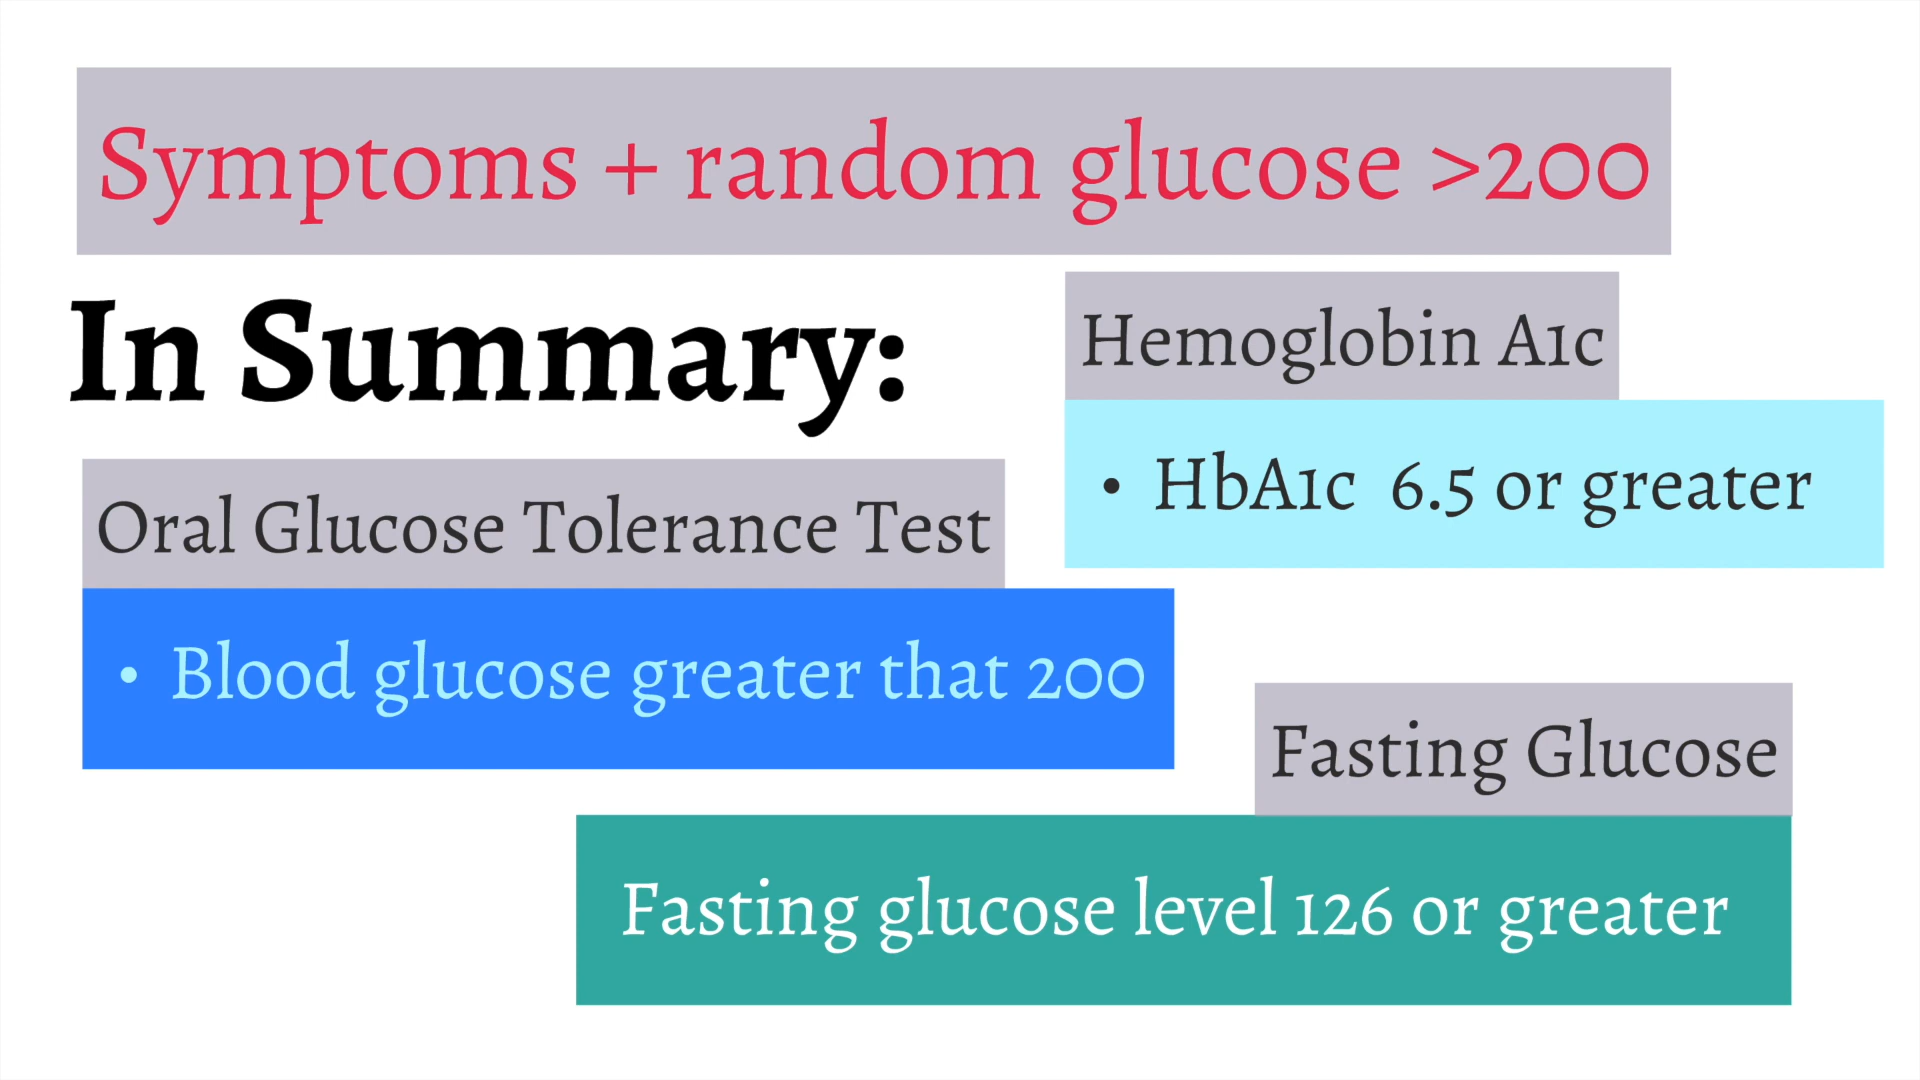 Symptoms + random glucose >200
In Summary:
Hemoglobin A1c
• HbA1c 6.5 or greater
Oral Glucose Tolerance Test
• Blood glucose greater that 200
Fasting Glucose
Fasting glucose level 126 or greater